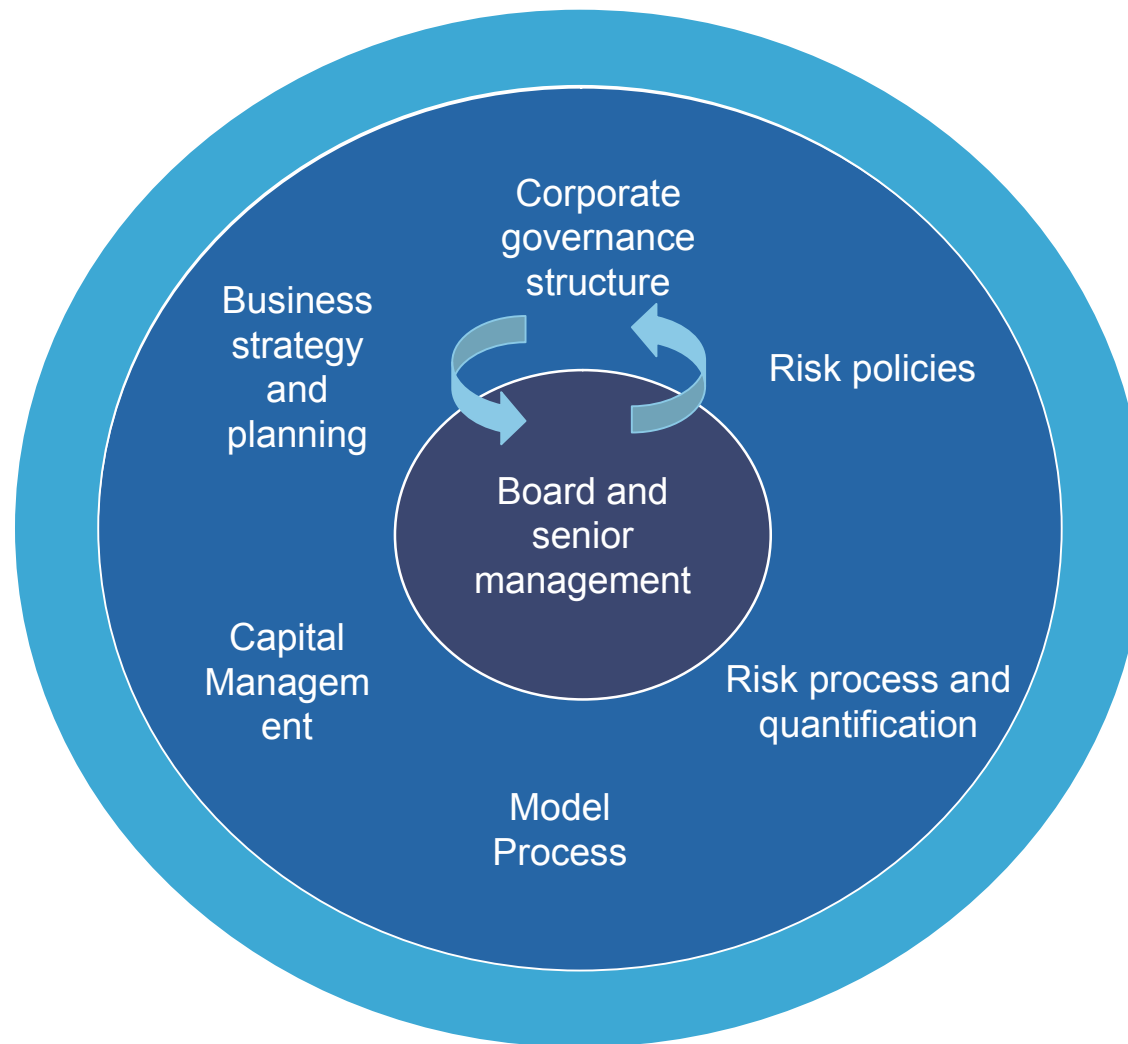 Corporate
governance
structure
Business
strategy
and
planning
Risk policies
Board and
senior
management
Capital
Managem
ent
Risk process and
quantification
Model
Process